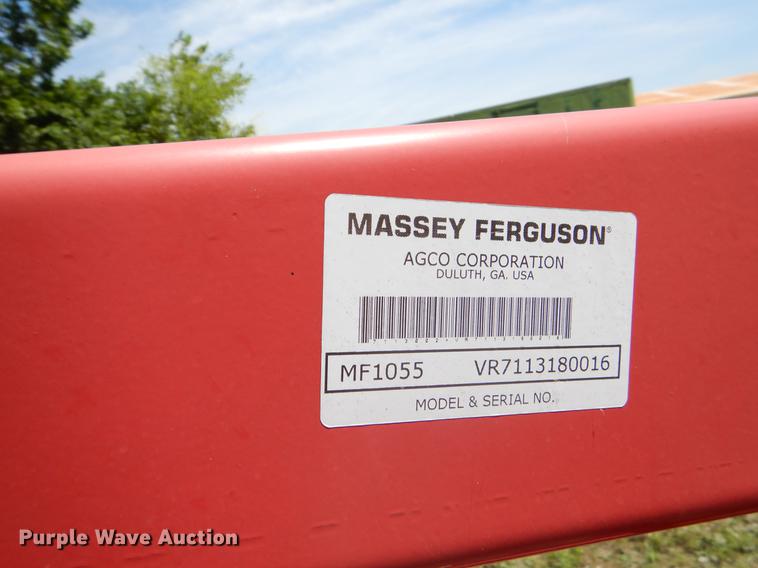 MASSEY FERGUSON®
AGCO CORPORATION
DULUTH, GA. USA
MF1055 VR7113180016
MODEL & SERIAL NO.
Purple Wave Auction